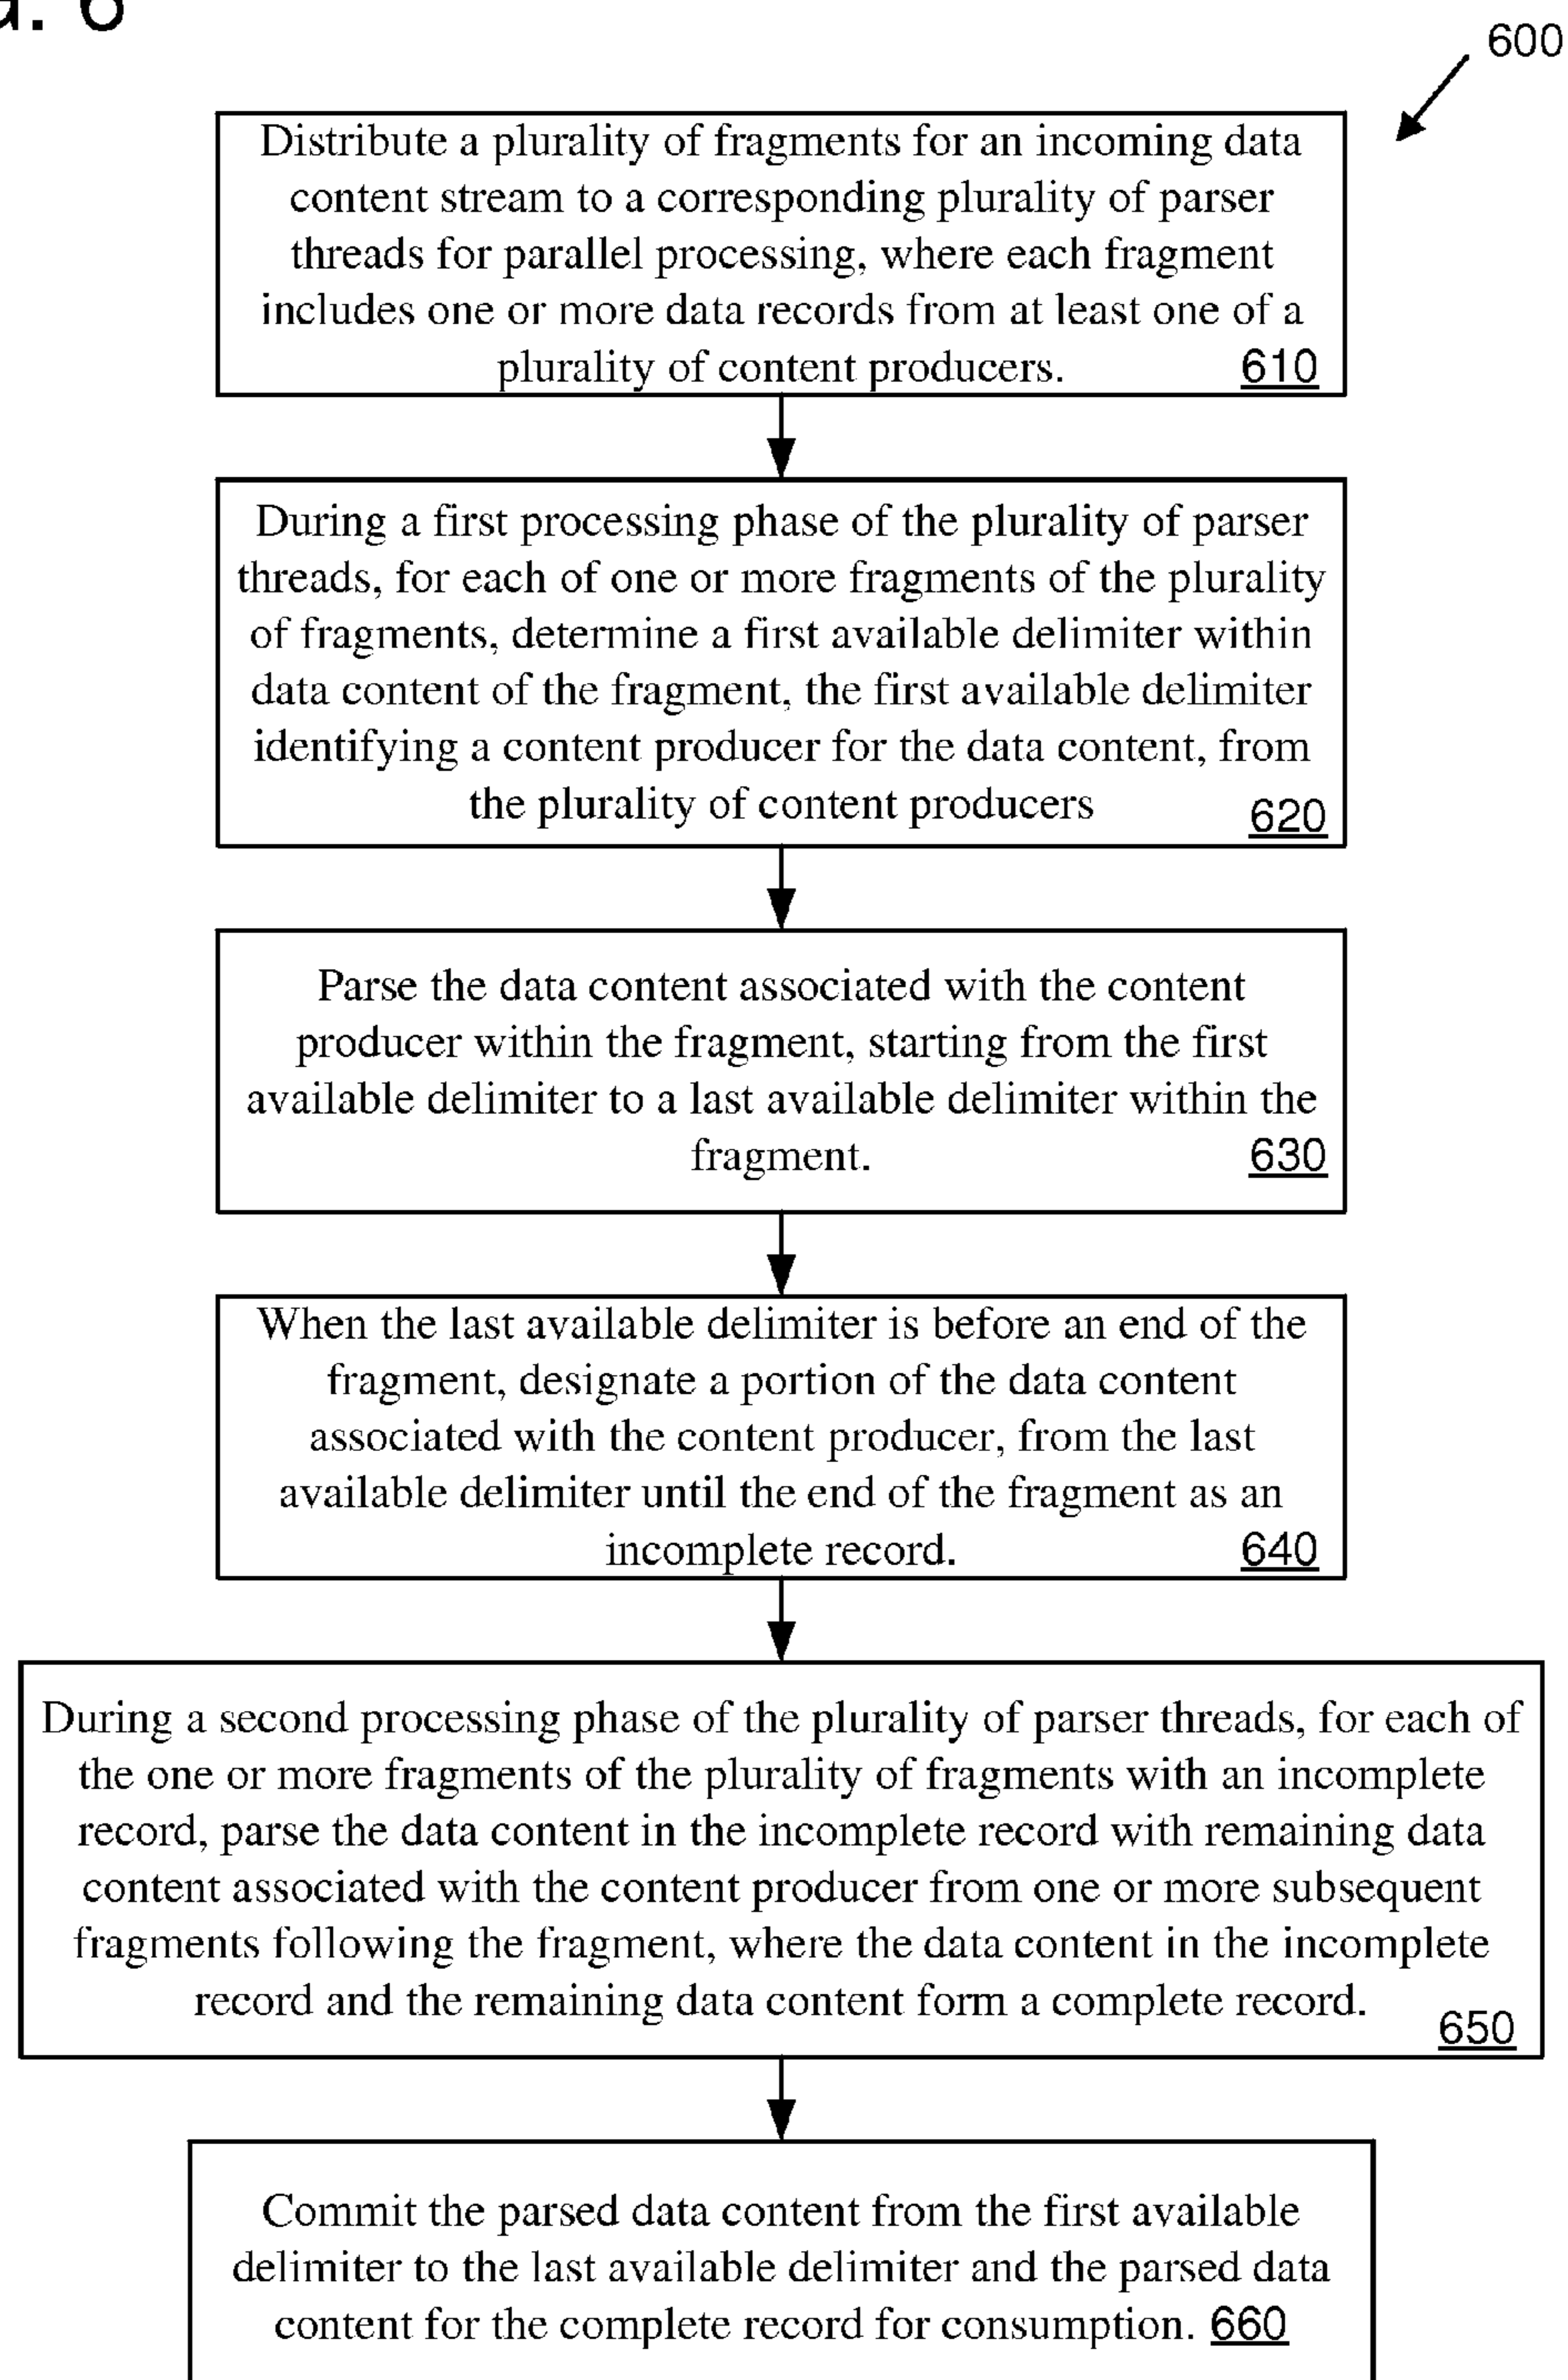 600
Distribute a plurality of fragments for an incoming data
content stream to a corresponding plurality of parser
threads for parallel processing, where each fragment
includes one or more data records from at least one of a
plurality of content producers. 610
During a first processing phase of the plurality of parser
threads, for each of one or more fragments of the plurality
of fragments, determine a first available delimiter within
data content of the fragment, the first available delimiter
identifying a content producer for the data content, from
the plurality of content producers 620
Parse the data content associated with the content
producer within the fragment, starting from the first
available delimiter to a last available delimiter within the
fragment. 630
When the last available delimiter is before an end of the
fragment, designate a portion of the data content
associated with the content producer, from the last
available delimiter until the end of the fragment as an
incomplete record. 640
During a second processing phase of the plurality of parser threads, for each of
the one or more fragments of the plurality of fragments with an incomplete
record, parse the data content in the incomplete record with remaining data
content associated with the content producer from one or more subsequent
fragments following the fragment, where the data content in the incomplete
record and the remaining data content form a complete record. 650
Commit the parsed data content from the first available
delimiter to the last available delimiter and the parsed data
content for the complete record for consumption. 660